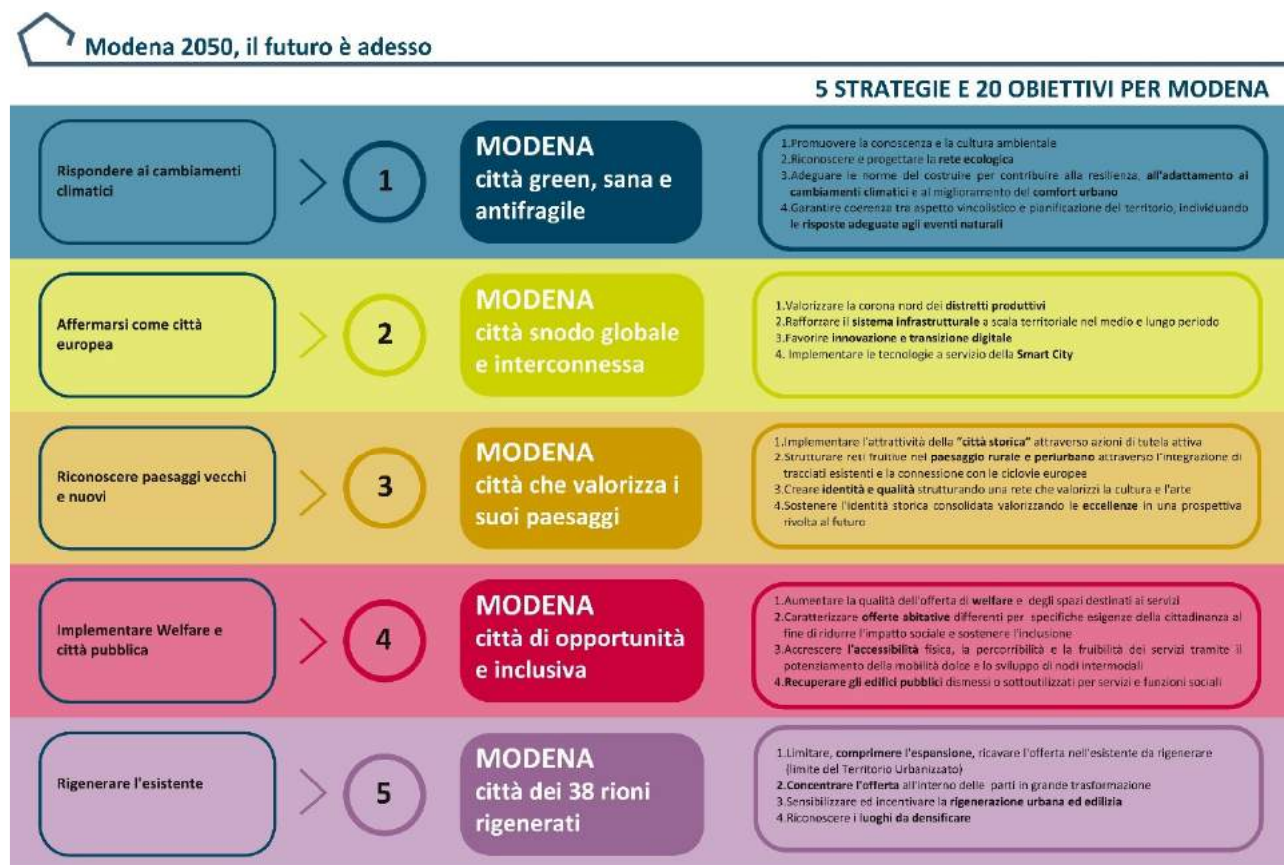 Modena 2050, il futuro è adesso
5 STRATEGIE E 20 OBIETTIVI PER MODENA
Rispondere ai cambiamenti
climatici
1
MODENA
città green, sana e
antifragile
1.Promuovere la conoscenza e la cultura ambientale
2.Riconoscere e progettare la rete ecologica
3.Adeguare le norme del costruire per contribuire alla resilienza, all'adattamento ai
cambiamenti climatici e al miglioramento del comfort urbano
4.Garantire coerenza tra aspetto vincolistico e pianificazione del territorio, individuando
le risposte adeguate agli eventi naturali
Affermarsi come città
europea
2
MODENA
città snodo globale
e interconnessa
1.Valorizzare la corona nord dei distretti produttivi
2.Rafforzare il sistema infrastrutturale a scala territoriale nel medio e lungo periodo
3.Favorire innovazione e transizione digitale
4. Implementare le tecnologie a servizio della Smart City
Riconoscere paesaggi vecchi
e nuovi
3
MODENA
città che valorizza i
suoi paesaggi
1.Implementare l'attrattività della "città storica" attraverso azioni di tutela attiva
2.Strutturare reti fruitive nel paesaggio rurale e periurbano attraverso l'integrazione di
tracciati esistenti e la connessione con le ciclovie europee
3.Creare identità e qualità strutturando una rete che valorizzi la cultura e l'arte
4.Sostenere l'identità storica consolidata valorizzando le eccellenze in una prospettiva
rivolta al futuro
Implementare Welfare e
città pubblica
4
MODENA
città di opportunità
e inclusiva
1.Aumentare la qualità dell'offerta di welfare e degli spazi destinati ai servizi
2.Caratterizzare offerte abitative differenti per specifiche esigenze della cittadinanza al
fine di ridurre l'impatto sociale e sostenere l'inclusione
3.Accrescere l'accessibilità fisica, la percorribilità e la fruibilità dei servizi tramite il
potenziamento della mobilità dolce e lo sviluppo di nodi intermodali
4.Recuperare gli edifici pubblici dismessi o sottoutilizzati per servizi e funzioni sociali
Rigenerare l'esistente
5
MODENA
città dei 38 rioni
rigenerati
1.Limitare, comprimere l'espansione, ricavare l'offerta nell'esistente da rigenerare
(limite del Territorio Urbanizzato)
2.Concentrare l'offerta all'interno delle parti in grande trasformazione
3.Sensibilizzare ed incentivare la rigenerazione urbana ed edilizia
4.Riconoscere i luoghi da densificare